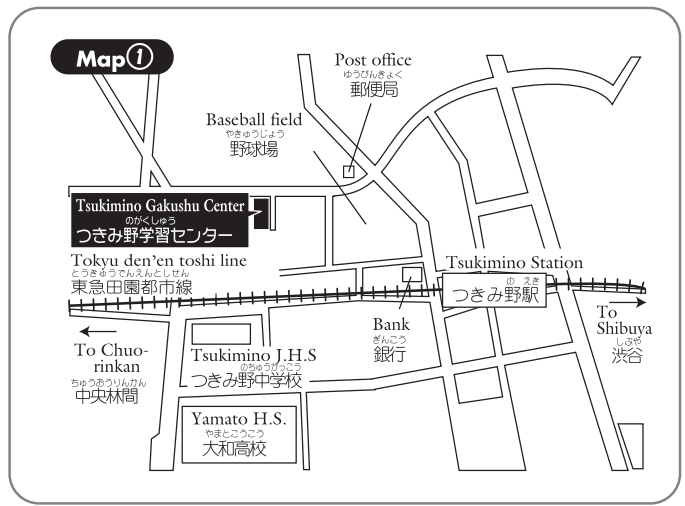 Map①
Post office
ゆうびんきょく
郵便局
Baseball field
やきゅうじょう
野球場
Tsukimino Gakushu Center
のがくしゅう
つきみ野学習センター
Tokyu den'en toshi line
とうきゅうでんえんとしせん
東急田園都市線
Tsukimino Station
の えき
つきみ野駅
To Chuo-
rinkan
ちゅうおうりんかん
中央林間
Bank
ぎんこう
銀行
To
Shibuya
しぶや
渋谷
Tsukimino J.H.S
のちゅうがっこう
つきみ野中学校
Yamato H.S.
やまとこうこう
大和高校